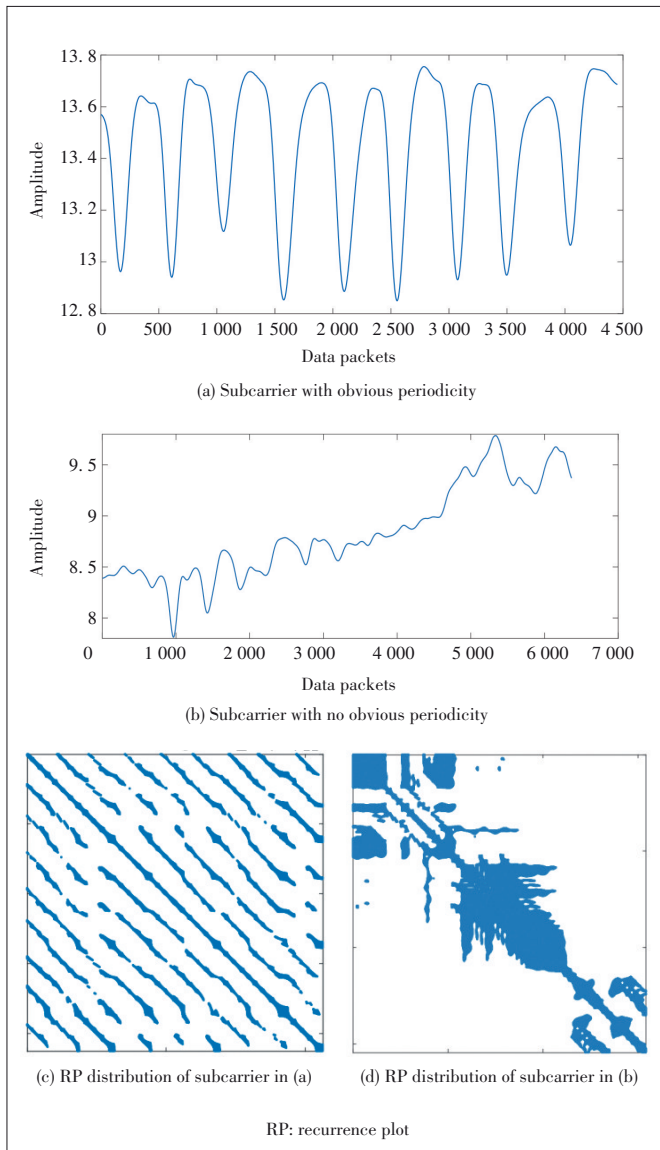 13.8
13.6
13.4
13.2
13
12.8
Amplitude
0 500 1 000 1 500 2 000 2 500 3 000 3 500 4 000 4 500
Data packets
(a) Subcarrier with obvious periodicity
9.5
9
8.5
8
Amplitude
0 1 000 2 000 3 000 4 000 5 000 6 000 7 000
Data packets
(b) Subcarrier with no obvious periodicity
(c) RP distribution of subcarrier in (a)
(d) RP distribution of subcarrier in (b)
RP: recurrence plot